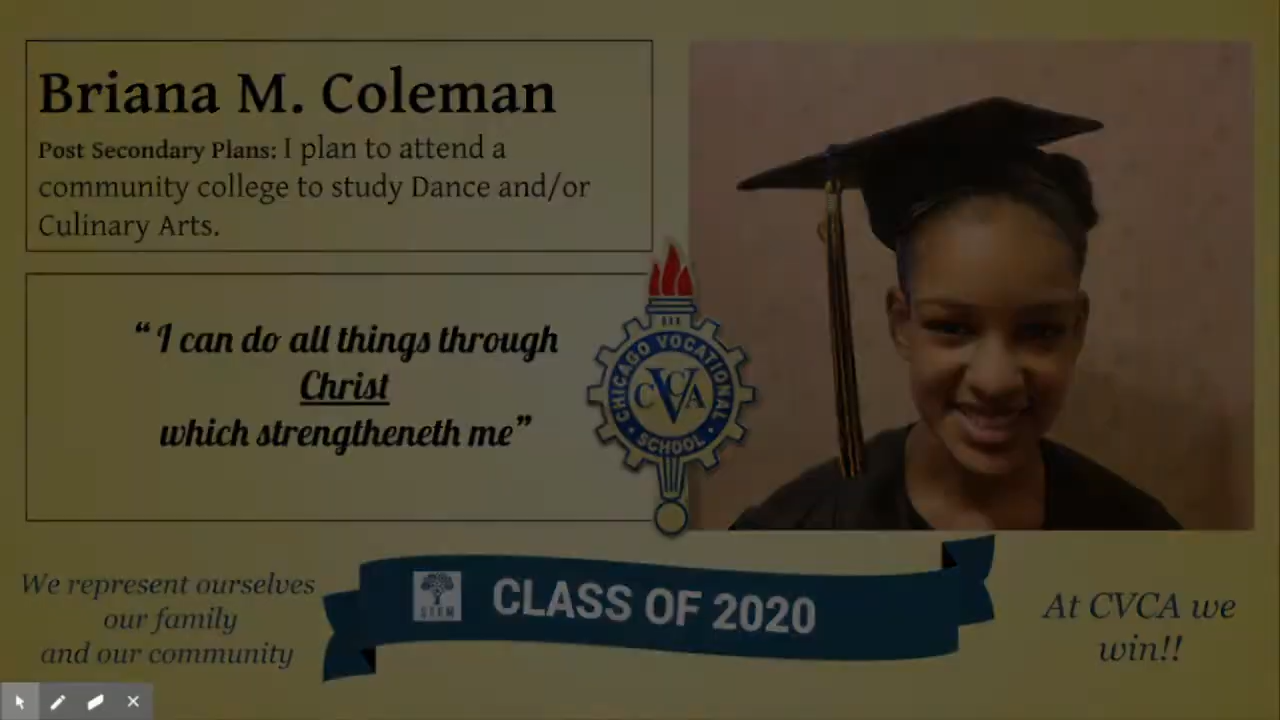 Briana M. Coleman
Post Secondary Plans: I plan to attend a
community college to study Dance and/or
Culinary Arts.
“ I can do all things through
Christ
which strengtheneth me”
CHICAGO VOCATIONAL
CVCA
SCHOOL
We represent ourselves
our family
and our community
STEM
CLASS OF 2020
At CVCA we
win!!